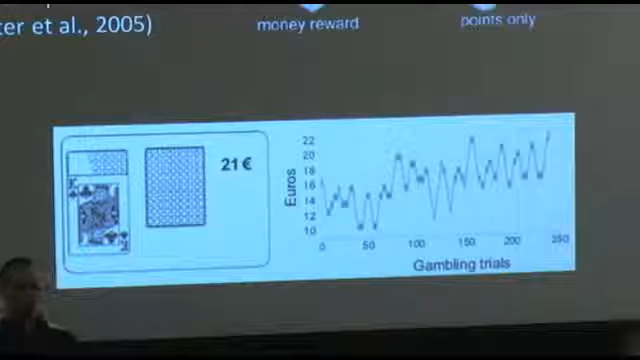 ter et al., 2005)
money reward
points only
K
21 €
Euros
22
20
18
16
14
12
10
0
50
100
150
200
250
Gambling trials